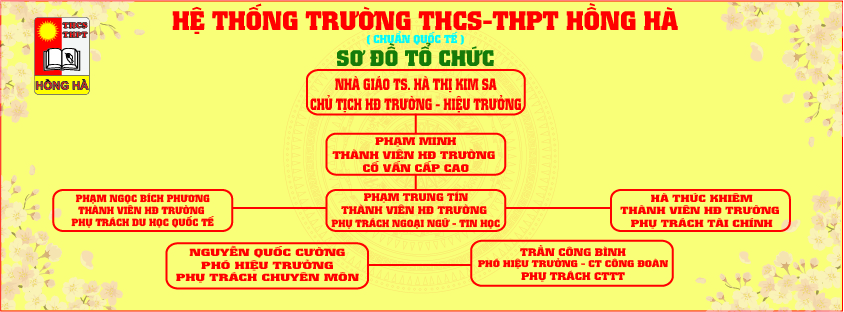 HỆ THỐNG TRƯỜNG THCS-THPT HỒNG HÀ
( CHUẨN QUỐC TẾ )
SƠ ĐỒ TỔ CHỨC
THCS
THPT
HỒNG HÀ
NHÀ GIÁO TS. HÀ THỊ KIM SA
CHỦ TỊCH HĐ TRƯỜNG - HIỆU TRƯỞNG
PHẠM MINH
THÀNH VIÊN HĐ TRƯỜNG
CỐ VẤN CẤP CAO
PHẠM NGỌC BÍCH PHƯƠNG
THÀNH VIÊN HĐ TRƯỜNG
PHỤ TRÁCH DU HỌC QUỐC TẾ
PHẠM TRUNG TÍN
THÀNH VIÊN HĐ TRƯỜNG
PHỤ TRÁCH NGOẠI NGỮ - TIN HỌC
HÀ THÚC KHIÊM
THÀNH VIÊN HĐ TRƯỜNG
PHỤ TRÁCH TÀI CHÍNH
NGUYỄN QUỐC CƯỜNG
PHÓ HIỆU TRƯỞNG
PHỤ TRÁCH CHUYÊN MÔN
TRẦN CÔNG BÌNH
PHÓ HIỆU TRƯỞNG - CT CÔNG ĐOÀN
PHỤ TRÁCH CTTT